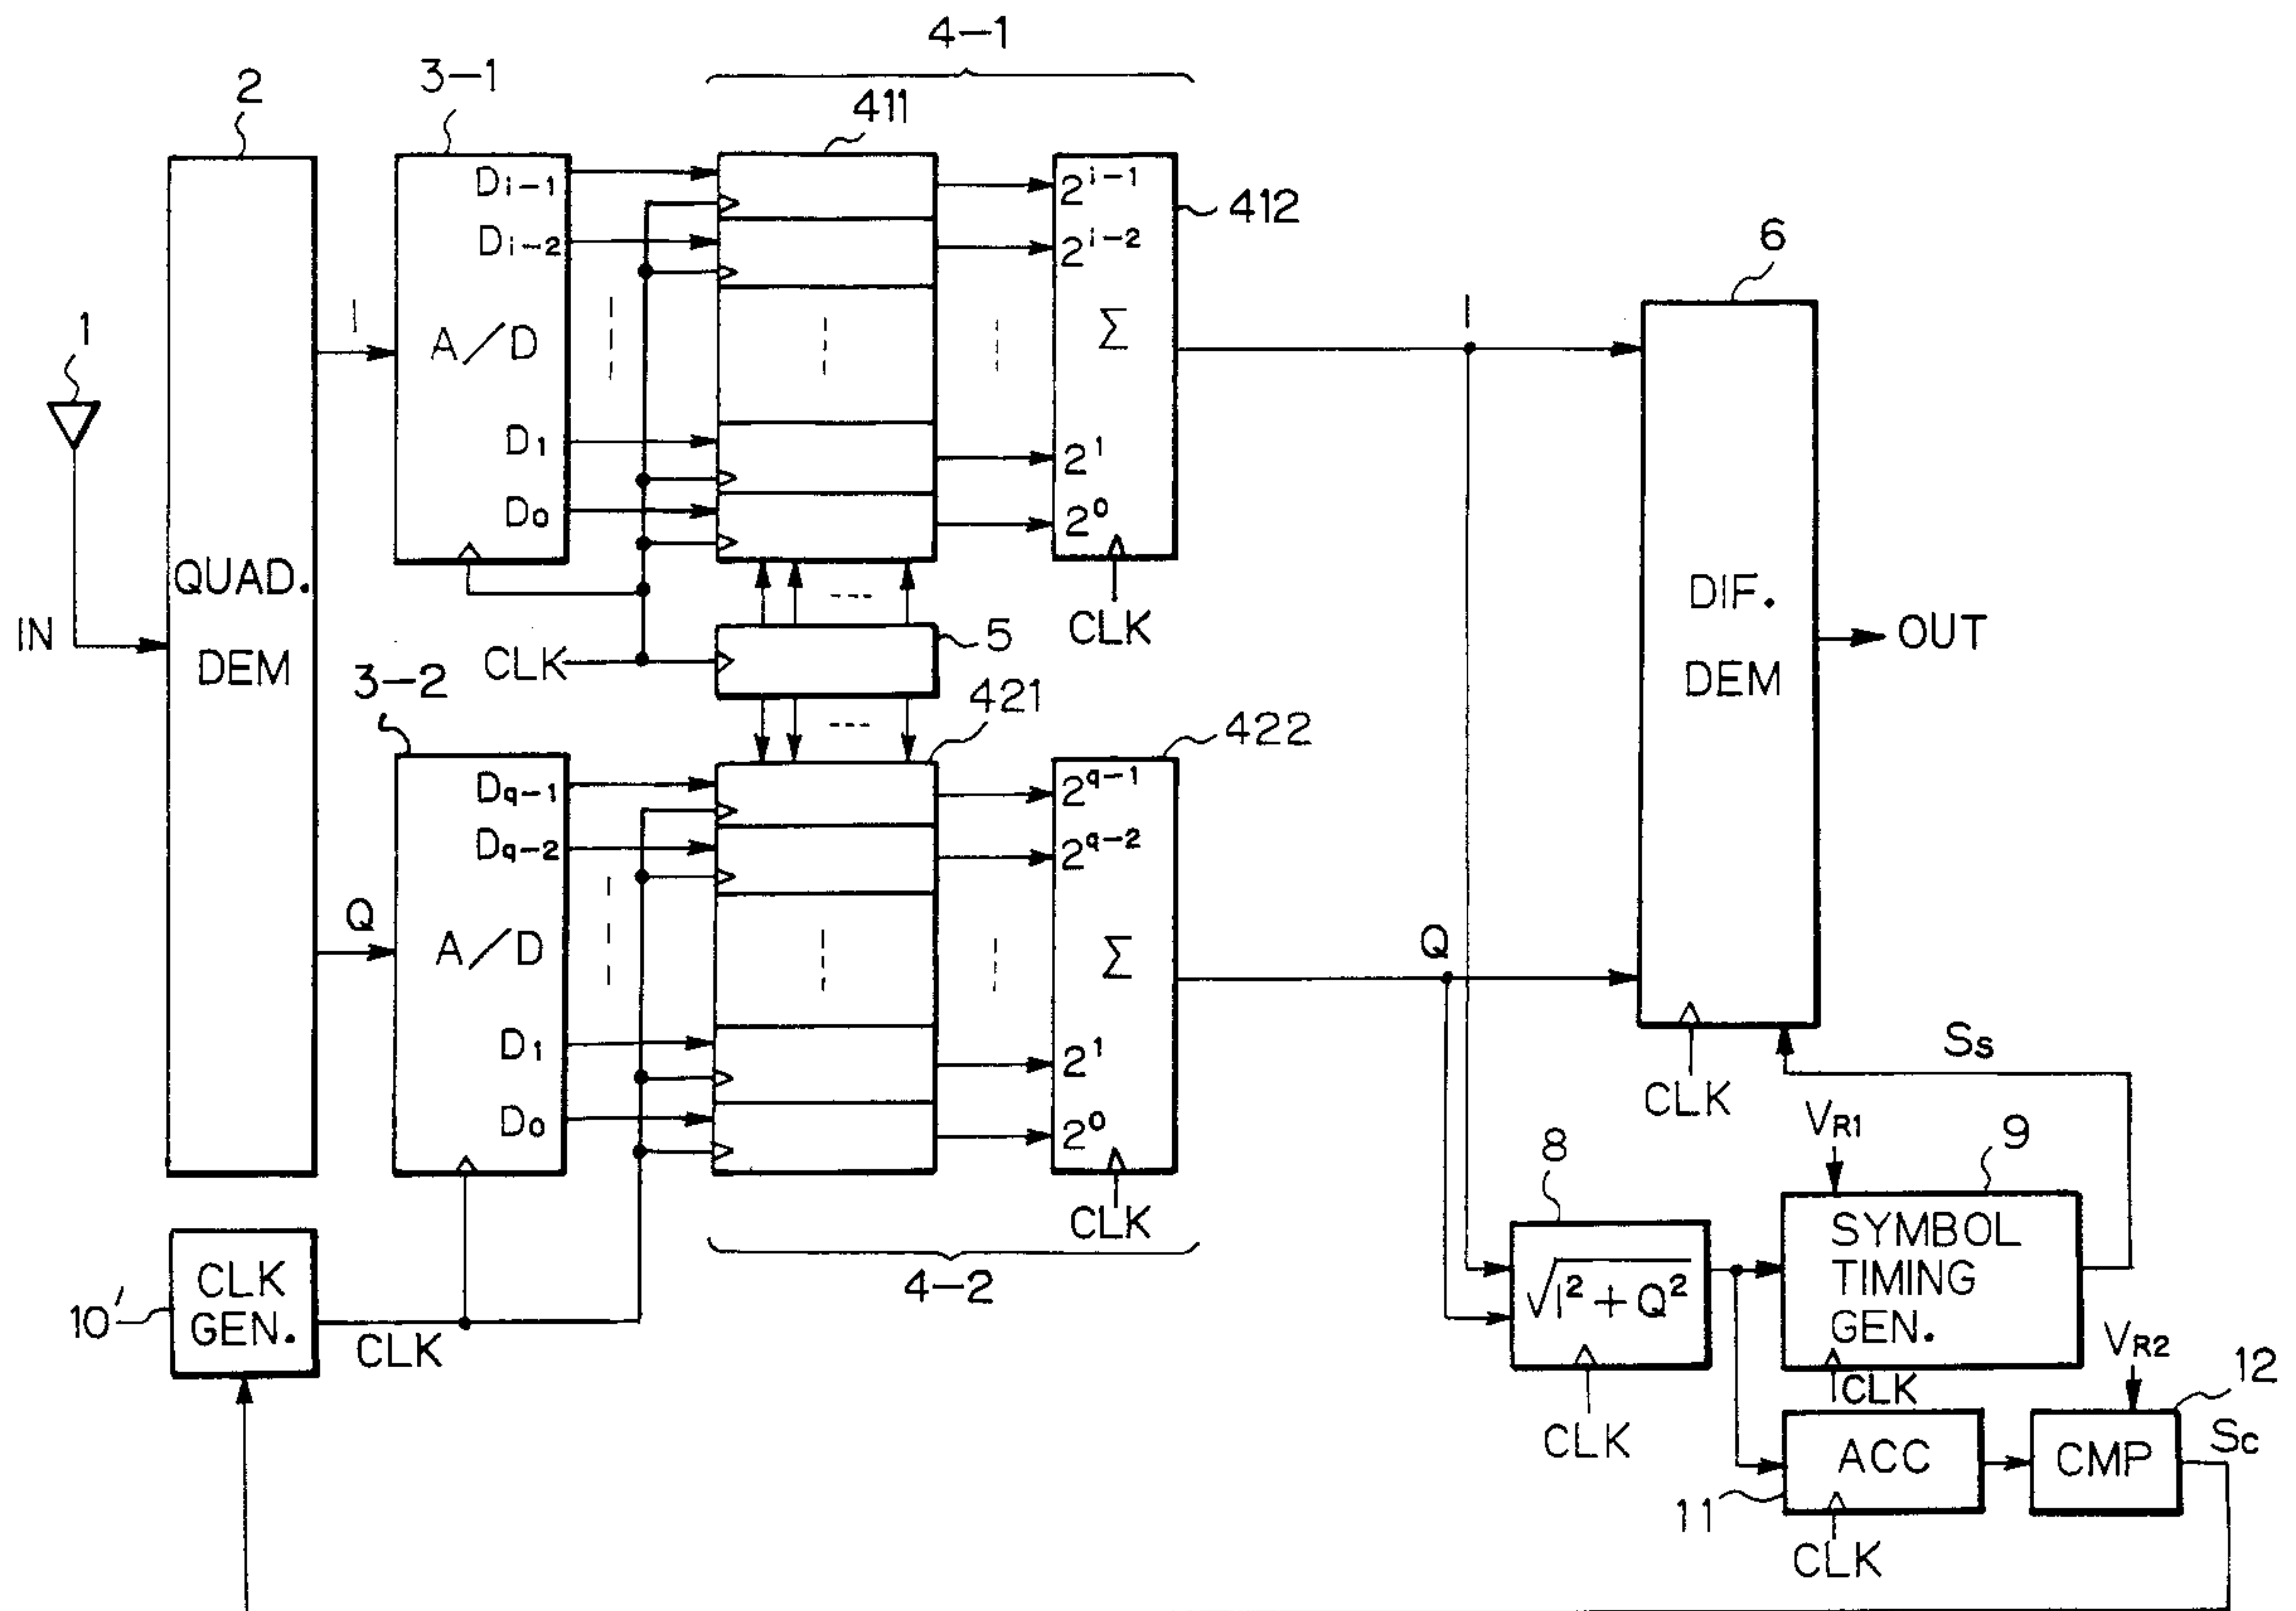 4-1
2
3-1
411
412
6
1
IN
QUAD.
DEM
I
Di-1
Di-2
A/D
D1
D0
2^i-1
2^i-2
Σ
2^1
2^0
CLK
CLK
5
I
DIF.
DEM
OUT
3-2
421
422
Q
Dq-1
Dq-2
A/D
D1
D0
2^q-1
2^q-2
Σ
2^1
2^0
CLK
Q
CLK
Ss
VR1
8
9
√I²+Q²
CLK
SYMBOL
TIMING
GEN.
CLK
VR2
12
10'
CLK
GEN.
CLK
4-2
11
ACC
CLK
CMP
Sc